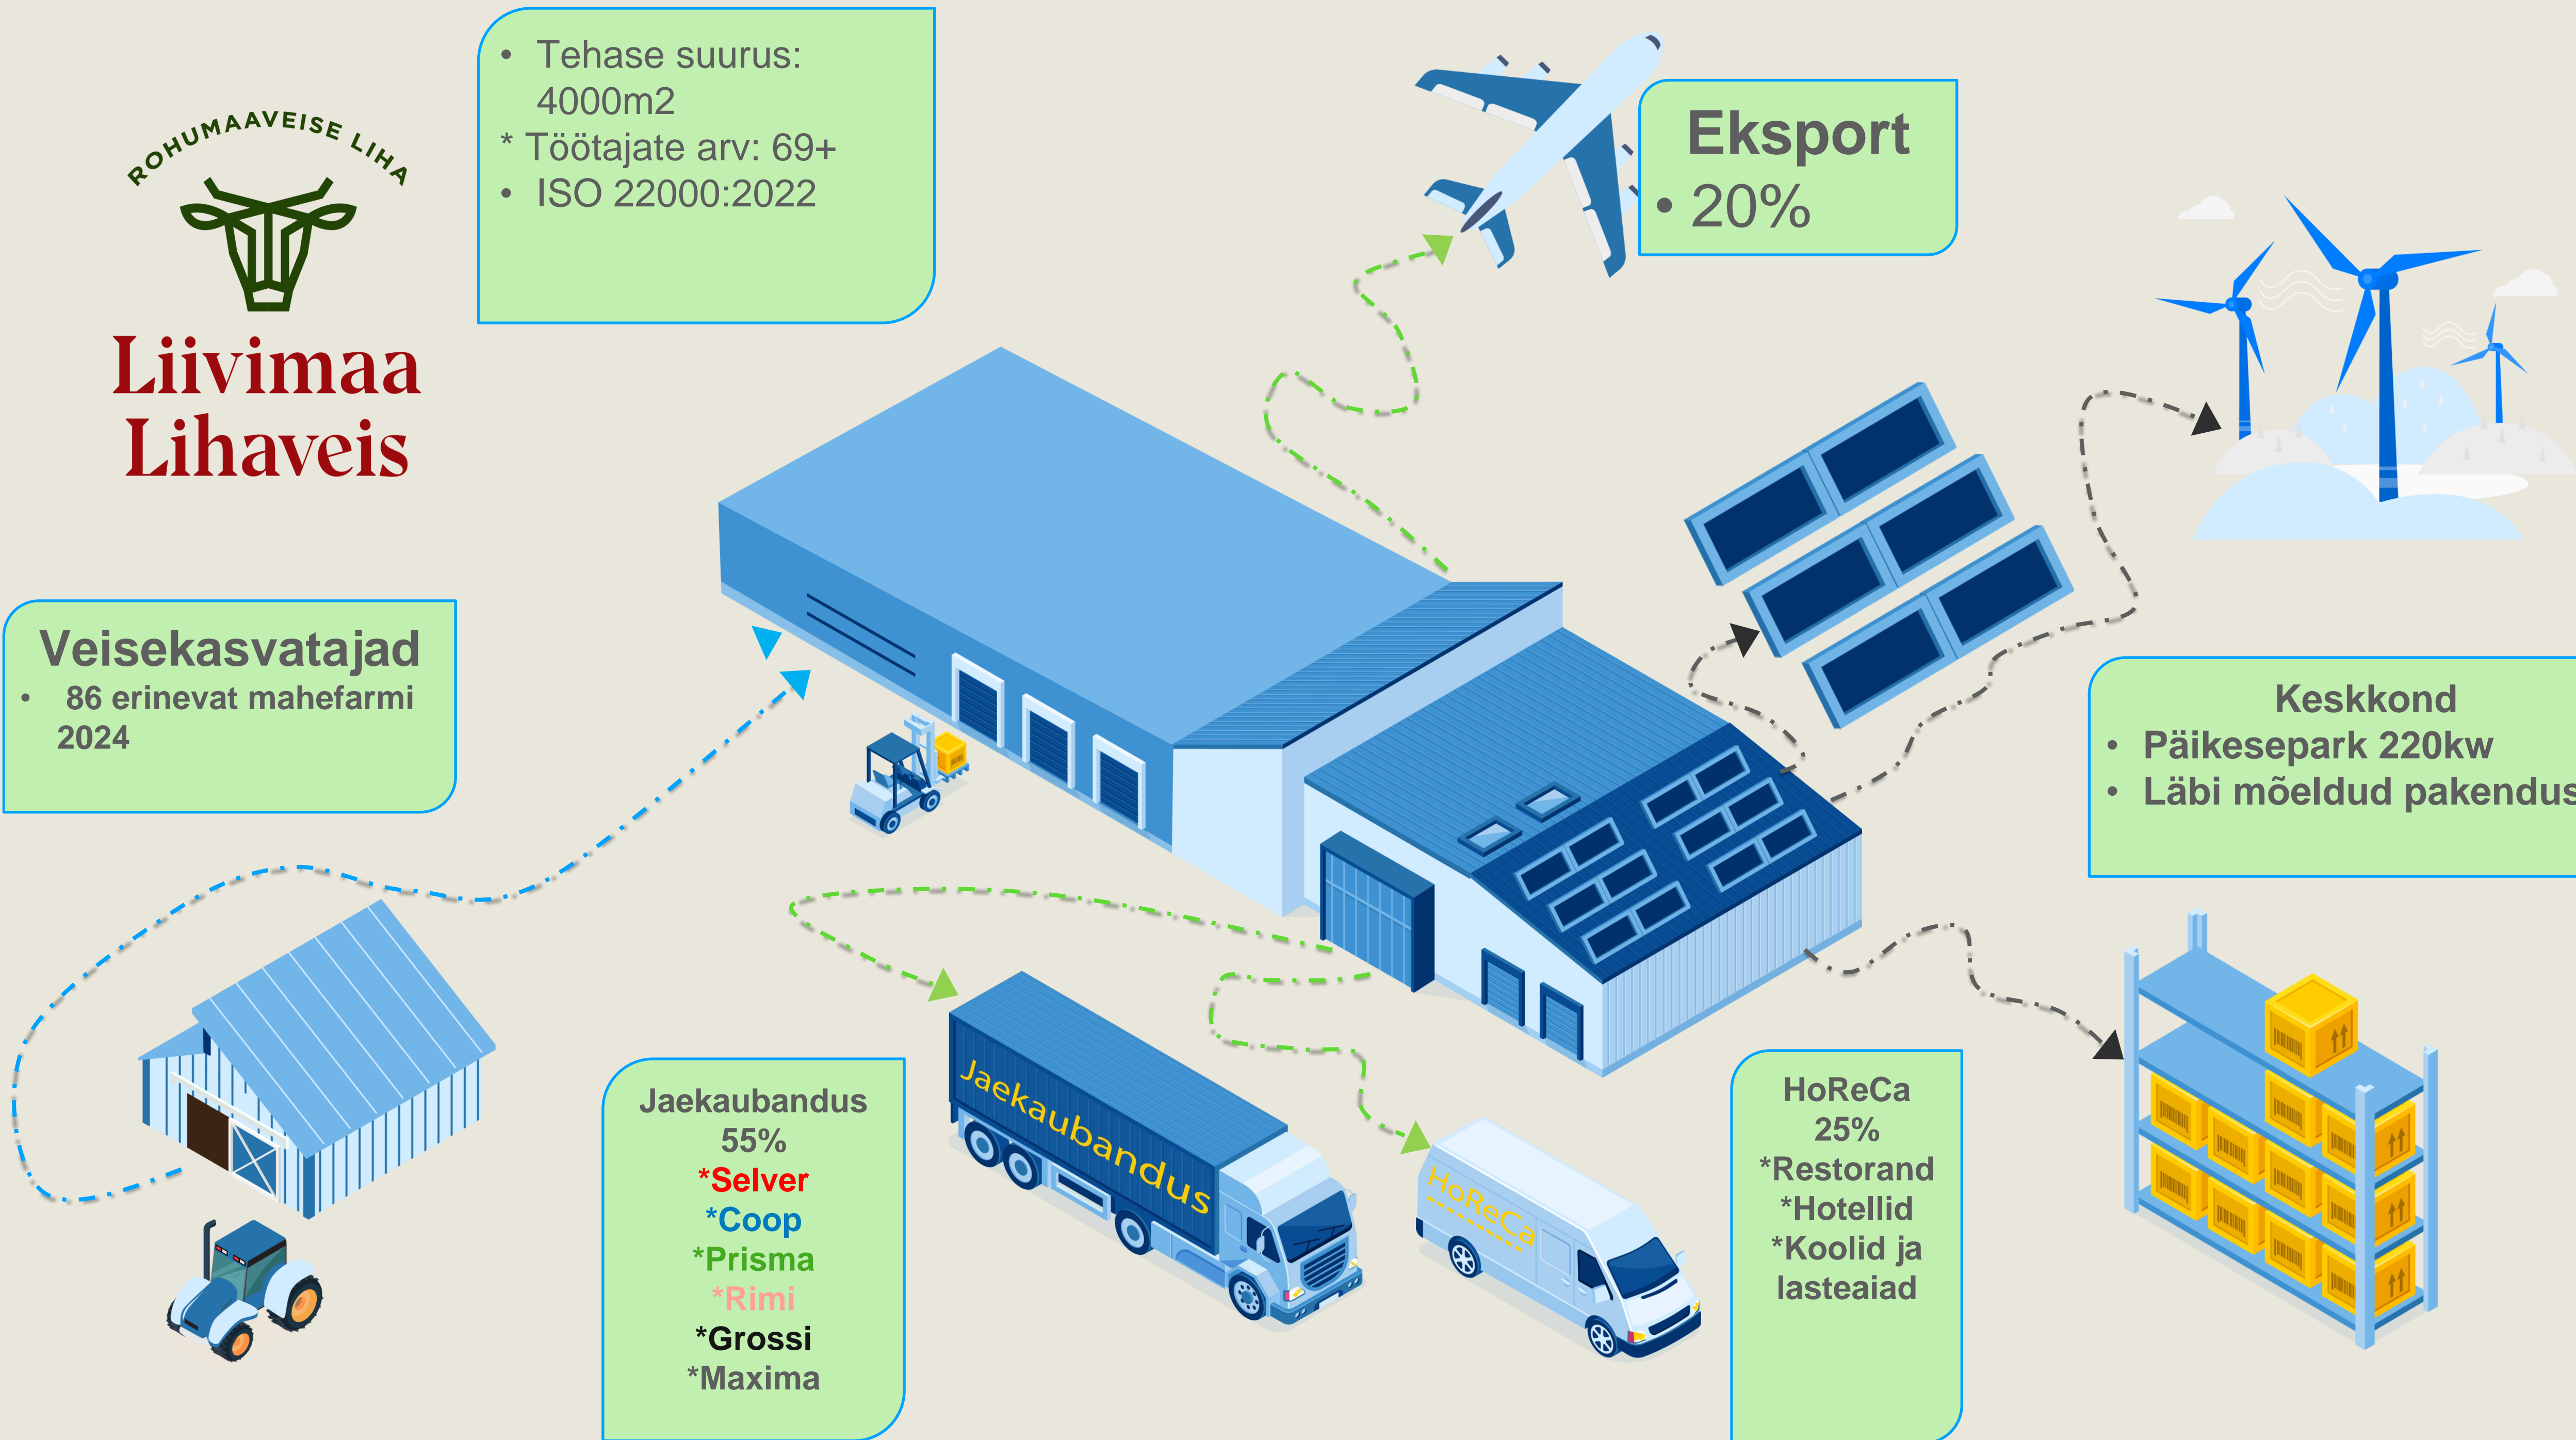 ROHUMAAVEISE LIHA
Liivimaa
Lihaveis
• Tehase suurus:
4000m2
* Töötajate arv: 69+
• ISO 22000:2022
Eksport
• 20%
Veisekasvatajad
• 86 erinevat mahefarmi
2024
Keskkond
• Päikesepark 220kw
• Läbi mõeldud pakendus
Jaekaubandus
55%
*Selver
*Coop
*Prisma
*Rimi
*Grossi
*Maxima
Jaekaubandus
HoReCa
HoReCa
25%
*Restorand
*Hotellid
*Koolid ja
lasteaiad